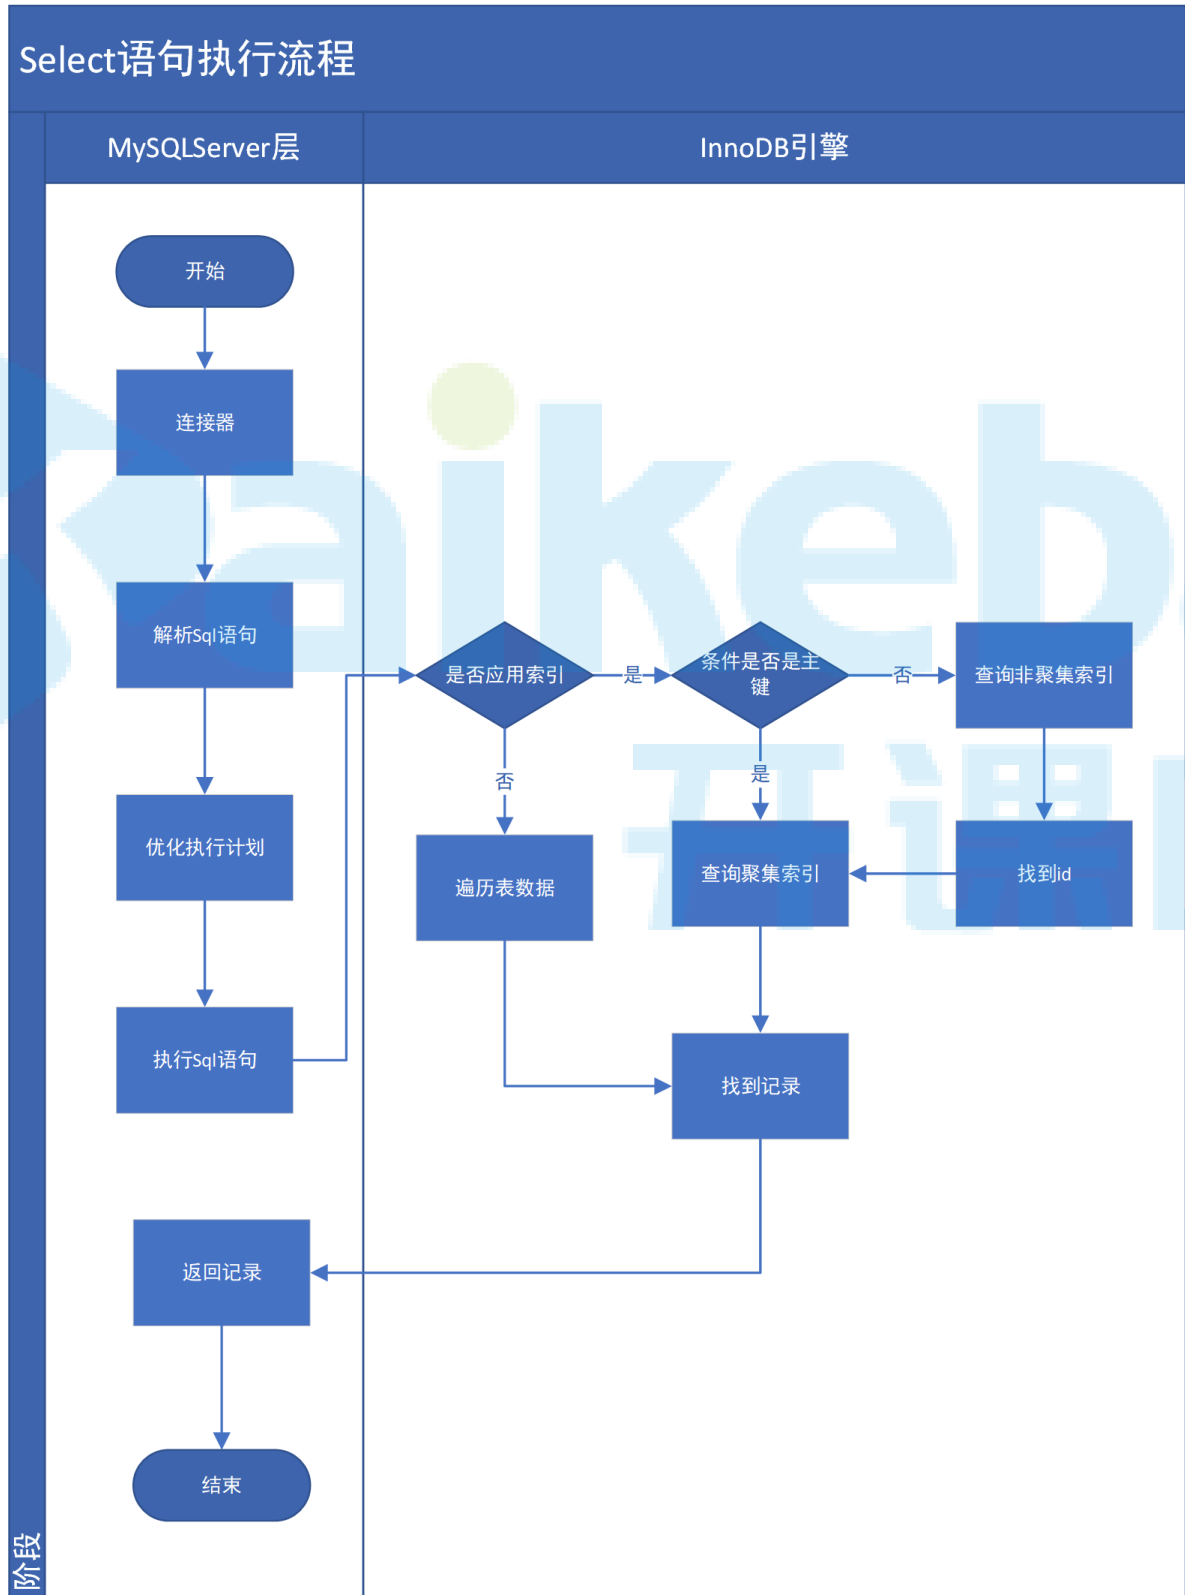 Select语句执行流程
MySQLServer层
InnoDB引擎
开始
连接器
解析Sql语句
优化执行计划
执行Sql语句
是否应用索引
是
条件是否是主
键
否
查询非聚集索引
否
是
遍历表数据
查询聚集索引
找到id
找到记录
返回记录
结束
阶段
aikeb
开课